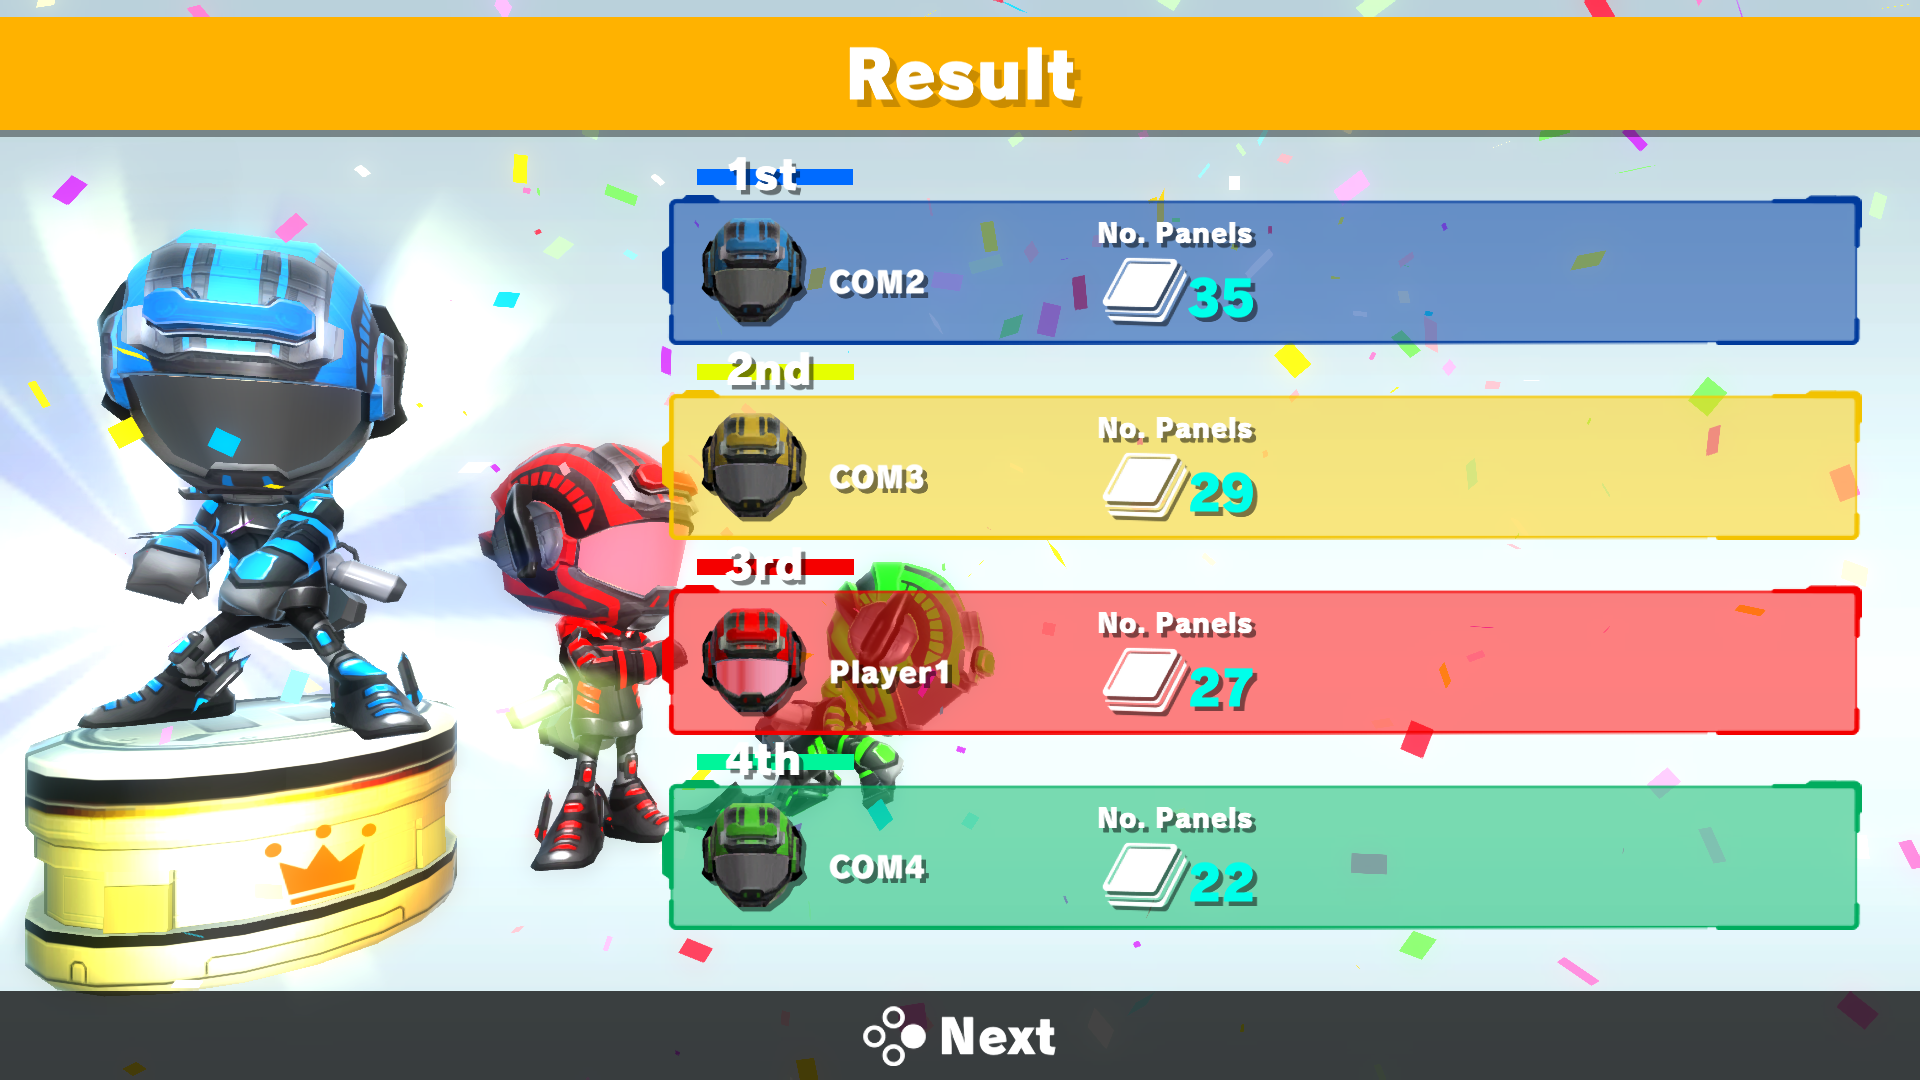 Result
1st
COM2
No. Panels
35
2nd
COM3
No. Panels
29
3rd
Player1
No. Panels
27
4th
COM4
No. Panels
22
Next